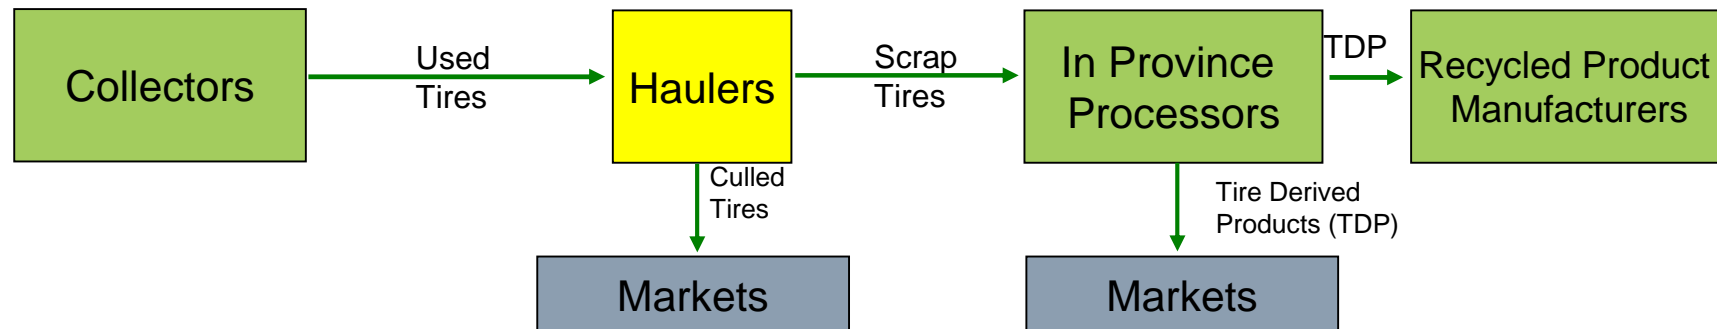 Collectors
Used
Tires
Haulers
Scrap
Tires
In Province
Processors
TDP
Recycled Product
Manufacturers
Culled
Tires
Tire Derived
Products (TDP)
Markets
Markets